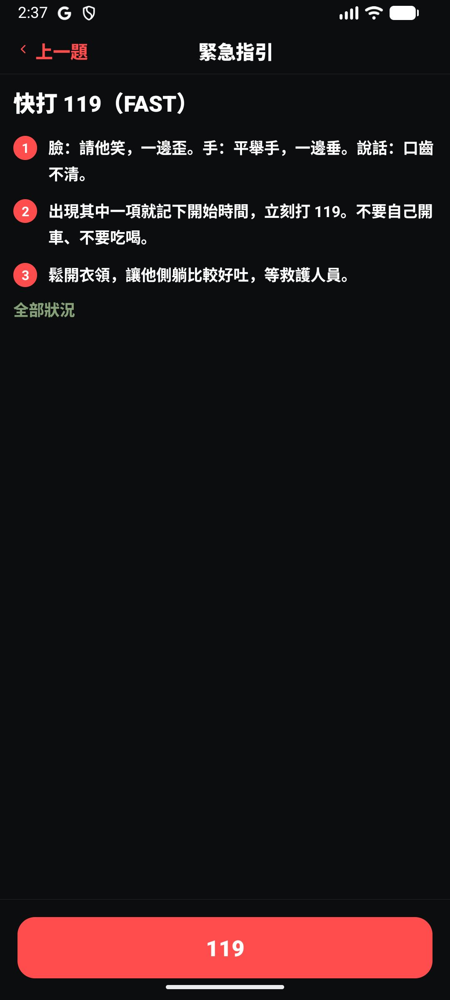 2:37
上一題
緊急指引
快打 119（FAST）
1 臉：請他笑，一邊歪。手：平舉手，一邊垂。說話：口齒
不清。
2 出現其中一項就記下開始時間，立刻打 119。不要自己開
車、不要吃喝。
3 鬆開衣領，讓他側躺比較好吐，等救護人員。
全部狀況
119